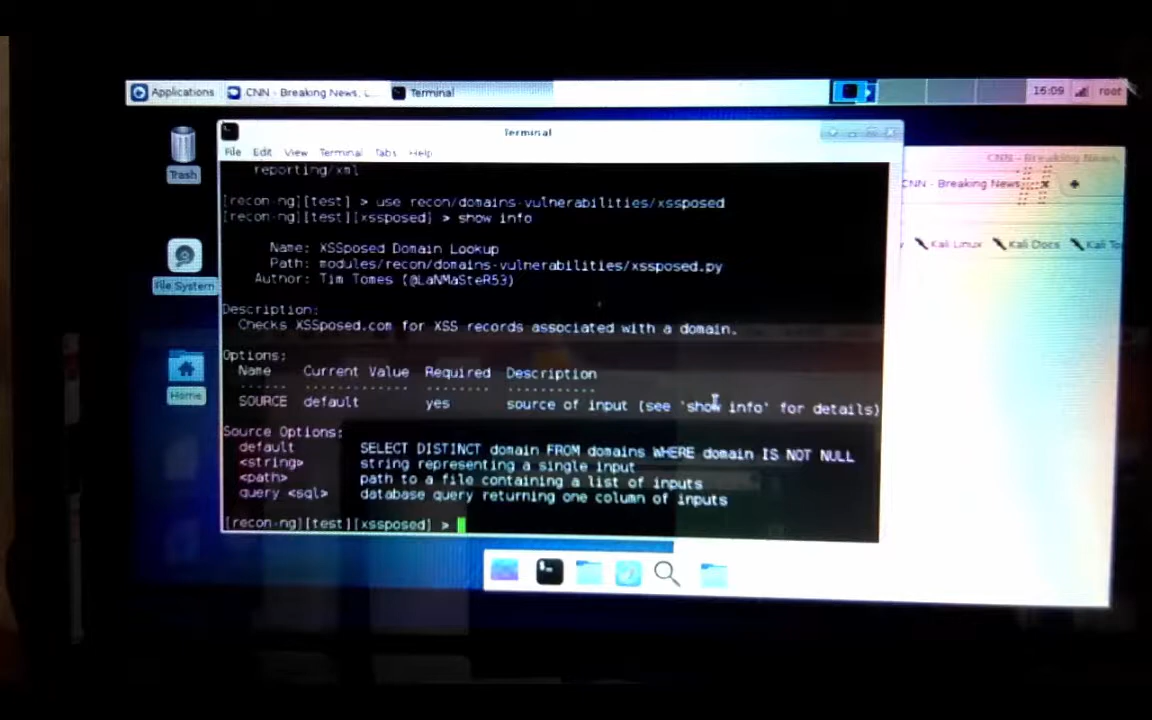 Applications
CNN - Breaking News, ...
Terminal
16:09
root
Trash
File System
Home
Terminal
File Edit View Terminal Tabs Help
reporting/xml
[recon-ng][test] > use recon/domains-vulnerabilities/xssposed
[recon-ng][test][xssposed] > show info
Name: XSSposed Domain Lookup
Path: modules/recon/domains-vulnerabilities/xssposed.py
Author: Tim Tomes (@LaNMaSteR53)
Description:
Checks XSSposed.com for XSS records associated with a domain.
Options:
Name Current Value Required Description
------ ------------- -------- -----------
SOURCE default yes source of input (see 'show info' for details)
Source Options:
default SELECT DISTINCT domain FROM domains WHERE domain IS NOT NULL
<string> string representing a single input
<path> path to a file containing a list of inputs
query <sql> database query returning one column of inputs
[recon-ng][test][xssposed] >
CNN - Breaking News,
CNN - Breaking News,...
Kali Linux
Kali Docs